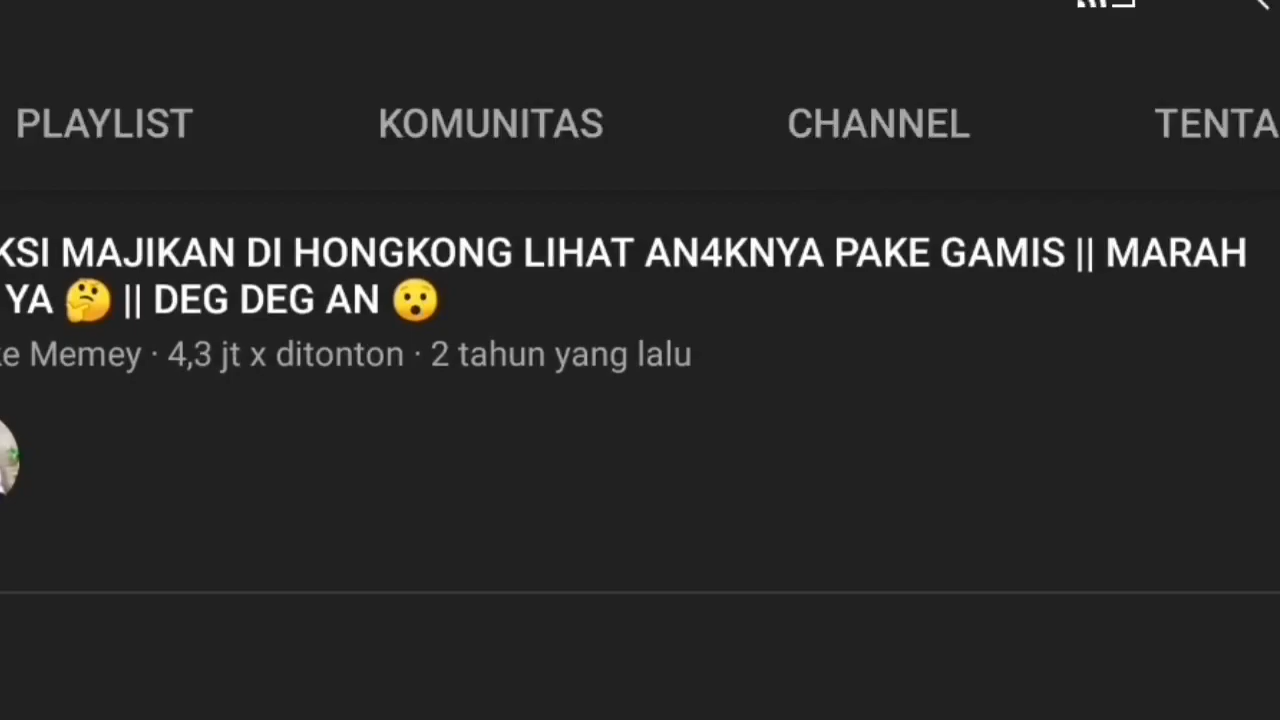 PLAYLIST KOMUNITAS CHANNEL TENTA
KSI MAJIKAN DI HONGKONG LIHAT AN4KNYA PAKE GAMIS || MARAH
YA 🤔 || DEG DEG AN 😮
ke Memey · 4,3 jt x ditonton · 2 tahun yang lalu